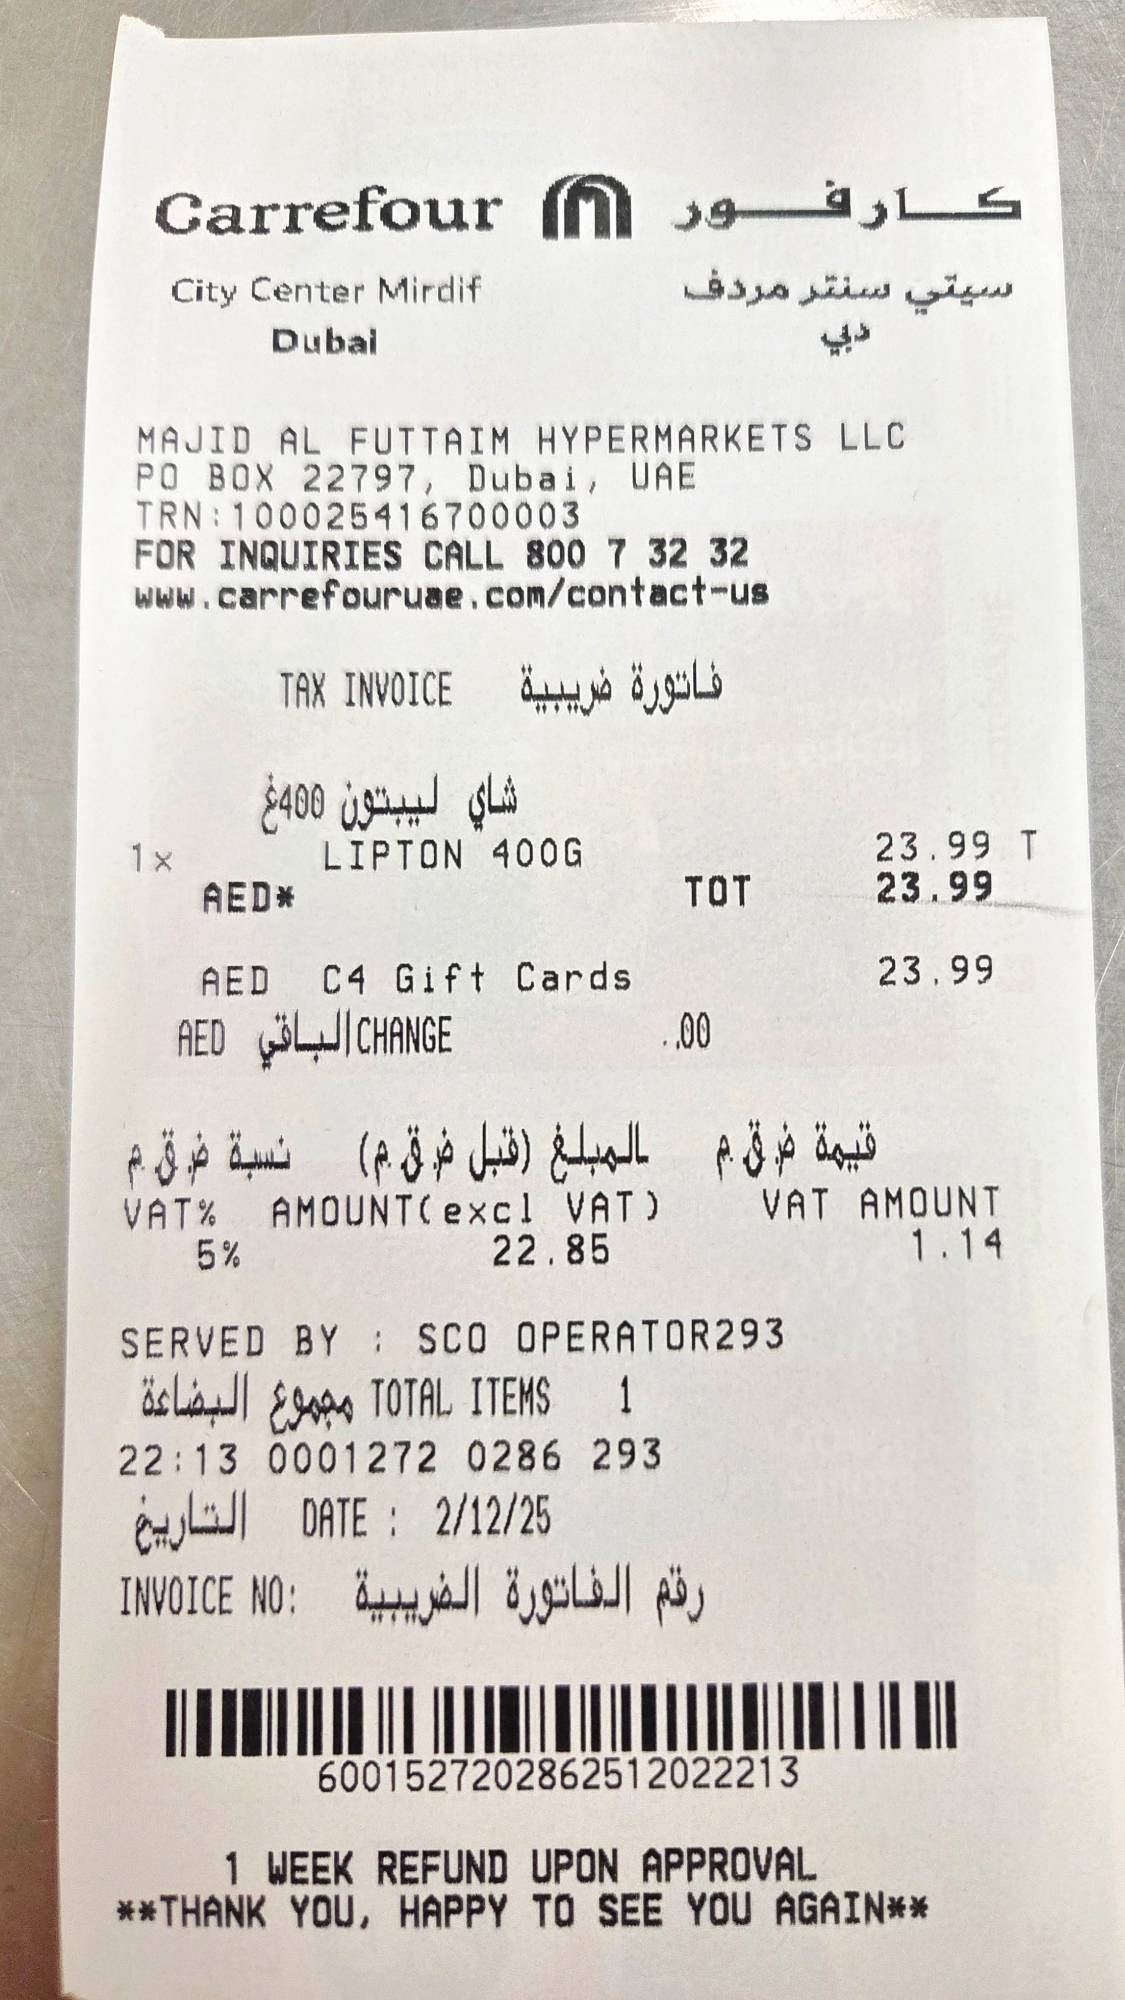 Carrefour كارفور
City Center Mirdif سيتي سنتر مردف
Dubai دبي
MAJID AL FUTTAIM HYPERMARKETS LLC
PO BOX 22797, Dubai, UAE
TRN:100025416700003
FOR INQUIRIES CALL 800 7 32 32
www.carrefouruae.com/contact-us
TAX INVOICE فاتورة ضريبية
شاي ليبتون 400غ
1x LIPTON 400G 23.99 T
AED* TOT 23.99
AED C4 Gift Cards 23.99
AED الباقي CHANGE ..00
نسبة ض.ق.م المبلغ (قبل ض.ق.م) قيمة ض.ق.م
VAT% AMOUNT(excl VAT) VAT AMOUNT
5% 22.85 1.14
SERVED BY : SCO OPERATOR293
مجموع البضاعة TOTAL ITEMS 1
22:13 0001272 0286 293
التاريخ DATE : 2/12/25
INVOICE NO: رقم الفاتورة الضريبية
6001527202862512022213
1 WEEK REFUND UPON APPROVAL
**THANK YOU, HAPPY TO SEE YOU AGAIN**